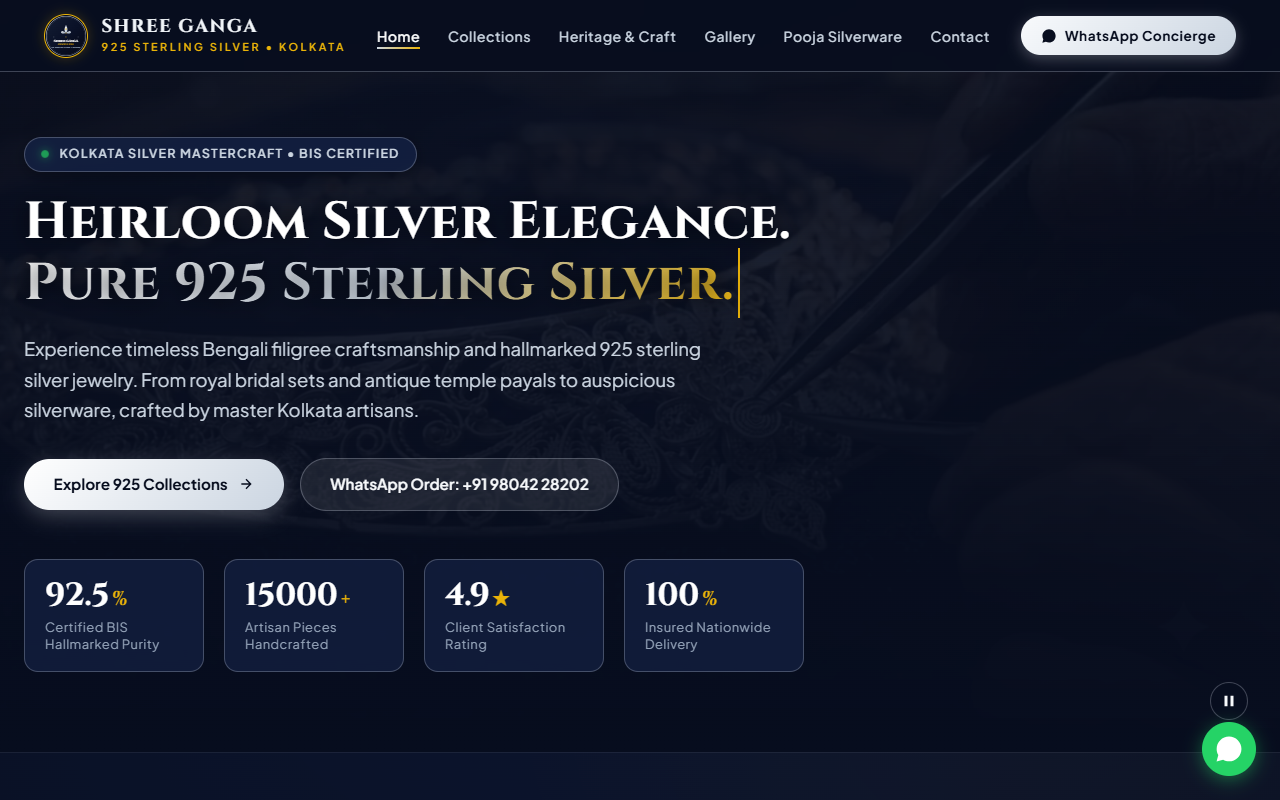 SHREE GANGA
925 STERLING SILVER • KOLKATA
Home
Collections
Heritage & Craft
Gallery
Pooja Silverware
Contact
WhatsApp Concierge
KOLKATA SILVER MASTERCRAFT • BIS CERTIFIED
Heirloom Silver Elegance.
Pure 925 Sterling Silver.
Experience timeless Bengali filigree craftsmanship and hallmarked 925 sterling
silver jewelry. From royal bridal sets and antique temple payals to auspicious
silverware, crafted by master Kolkata artisans.
Explore 925 Collections →
WhatsApp Order: +91 98042 28202
92.5%
Certified BIS
Hallmarked Purity
15000+
Artisan Pieces
Handcrafted
4.9★
Client Satisfaction
Rating
100%
Insured Nationwide
Delivery